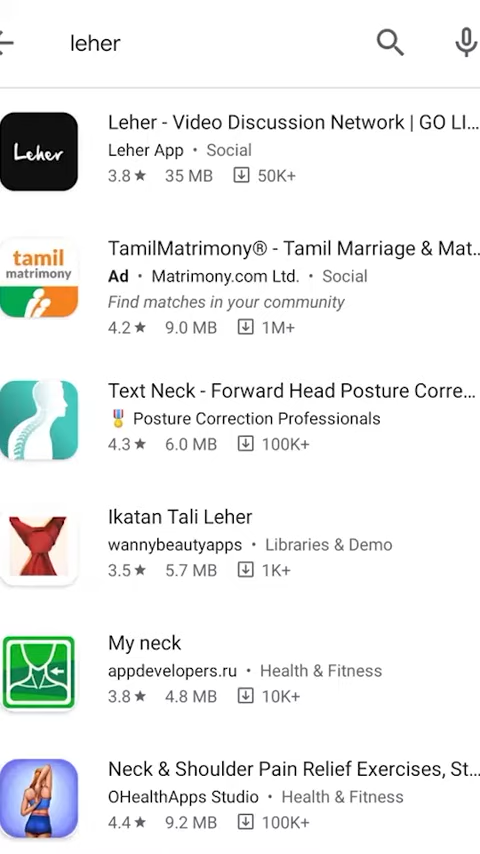 leher
Leher
Leher - Video Discussion Network | GO LI...
Leher App • Social
3.8★ 35 MB 50K+
tamil
matrimony
TamilMatrimony® - Tamil Marriage & Mat...
Ad • Matrimony.com Ltd. • Social
Find matches in your community
4.2★ 9.0 MB 1M+
Text Neck - Forward Head Posture Corre...
🏅 Posture Correction Professionals
4.3★ 6.0 MB 100K+
Ikatan Tali Leher
wannybeautyapps • Libraries & Demo
3.5★ 5.7 MB 1K+
My neck
appdevelopers.ru • Health & Fitness
3.8★ 4.8 MB 10K+
Neck & Shoulder Pain Relief Exercises, St...
OHealthApps Studio • Health & Fitness
4.4★ 9.2 MB 100K+